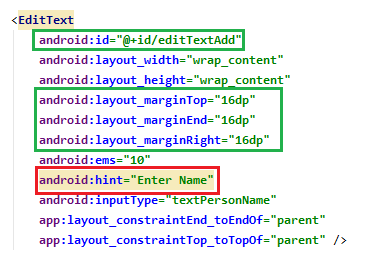 <EditText
android:id="@+id/editTextAdd"
android:layout_width="wrap_content"
android:layout_height="wrap_content"
android:layout_marginTop="16dp"
android:layout_marginEnd="16dp"
android:layout_marginRight="16dp"
android:ems="10"
android:hint="Enter Name"
android:inputType="textPersonName"
app:layout_constraintEnd_toEndOf="parent"
app:layout_constraintTop_toTopOf="parent" />